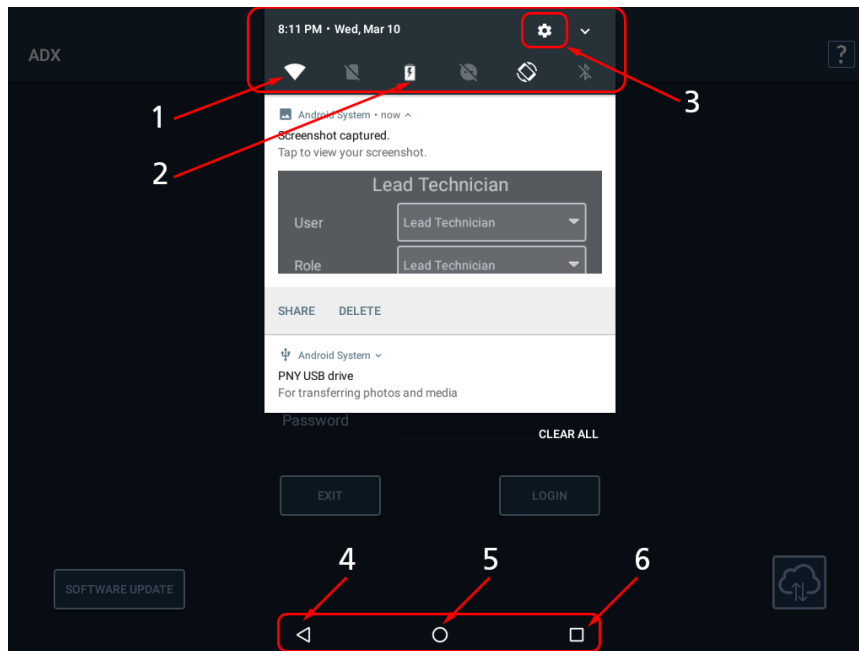 8:11 PM • Wed, Mar 10
ADX
?
1
3
Android System • now
Screenshot captured.
Tap to view your screenshot.
2
Lead Technician
User
Lead Technician
Role
Lead Technician
SHARE
DELETE
Android System
PNY USB drive
For transferring photos and media
Password
CLEAR ALL
EXIT
LOGIN
4
5
6
SOFTWARE UPDATE